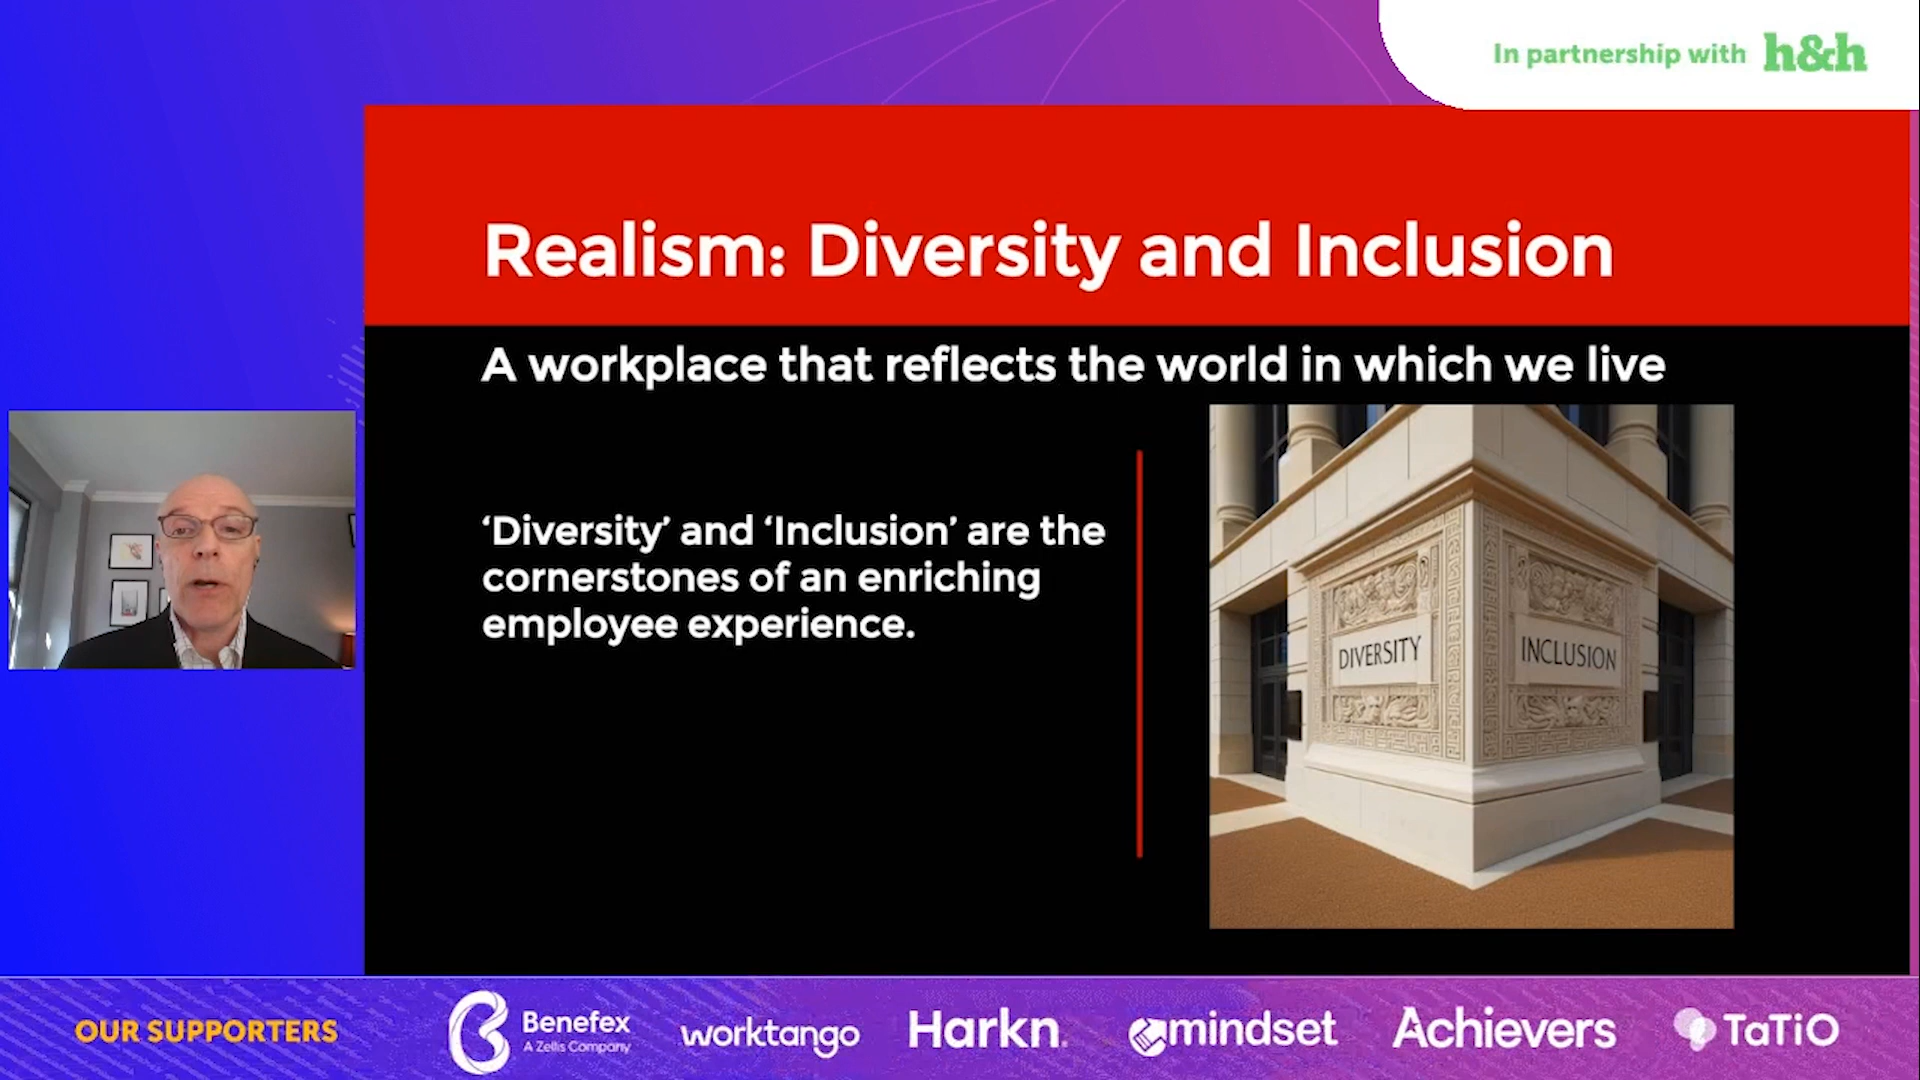 In partnership with h&h
Realism: Diversity and Inclusion
A workplace that reflects the world in which we live
‘Diversity’ and ‘Inclusion’ are the
cornerstones of an enriching
employee experience.
DIVERSITY
INCLUSION
OUR SUPPORTERS
Benefex
A Zellis Company
worktango
Harkn.
mindset
Achievers
TaTiO